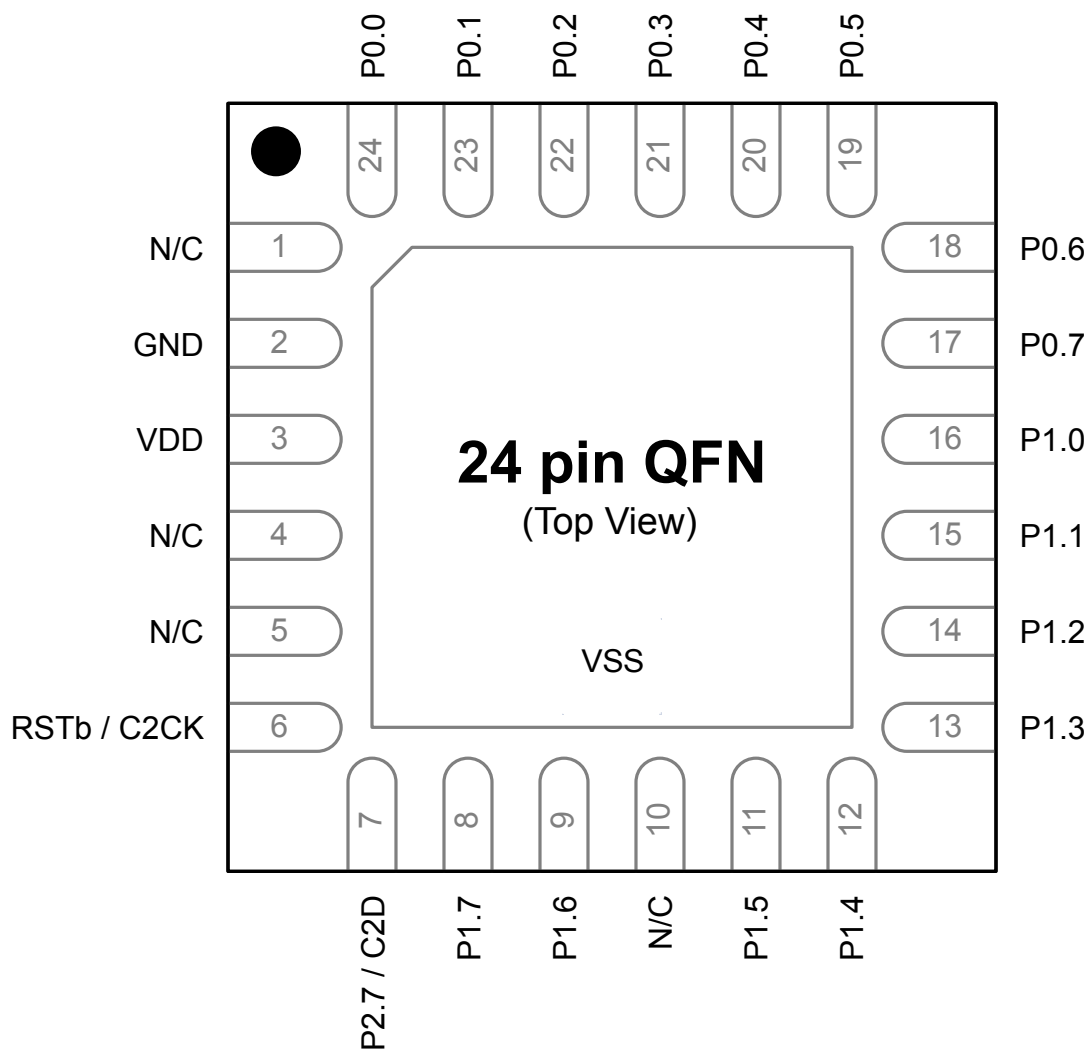 P0.0
P0.1
P0.2
P0.3
P0.4
P0.5
24
23
22
21
20
19
N/C 1
18 P0.6
GND 2
17 P0.7
VDD 3
16 P1.0
24 pin QFN
(Top View)
N/C 4
15 P1.1
N/C 5
14 P1.2
VSS
RSTb / C2CK 6
13 P1.3
7
8
9
10
11
12
P2.7 / C2D
P1.7
P1.6
N/C
P1.5
P1.4